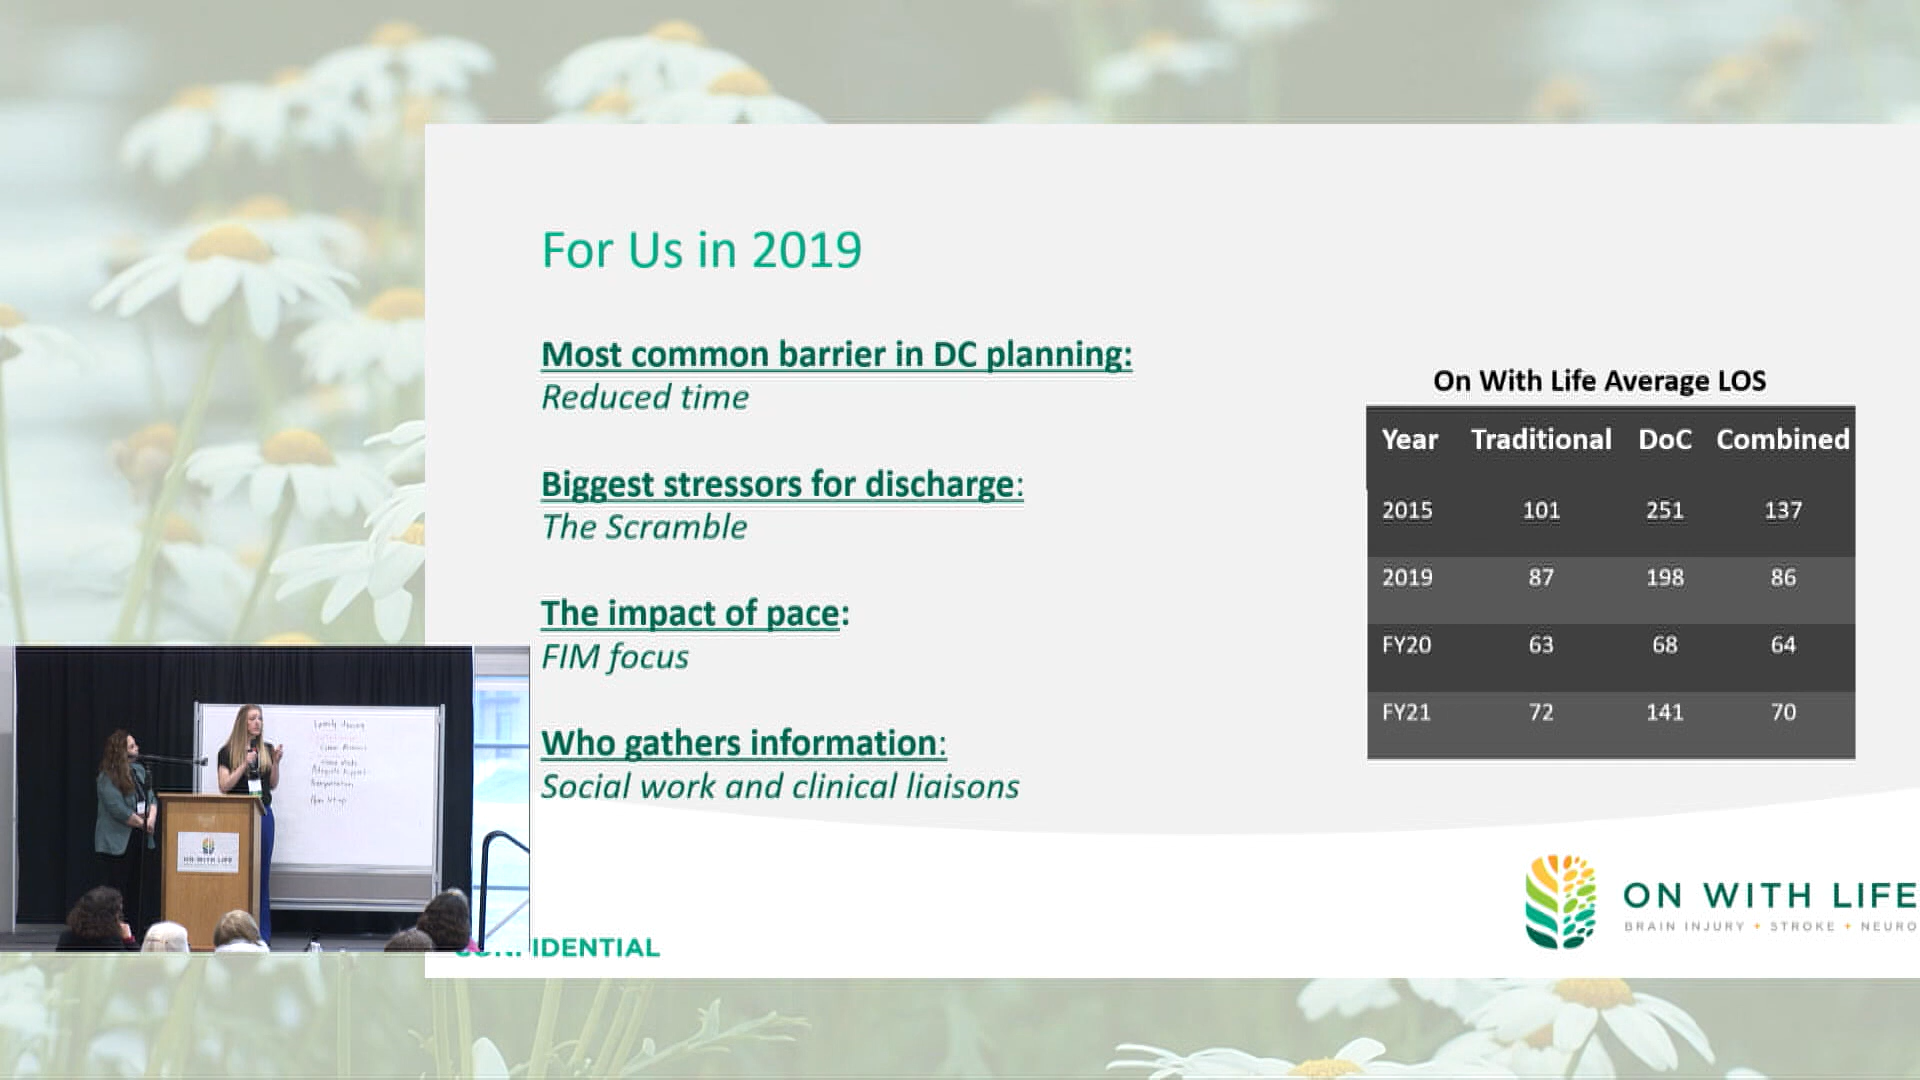 For Us in 2019
Most common barrier in DC planning:
Reduced time
Biggest stressors for discharge:
The Scramble
The impact of pace:
FIM focus
Who gathers information:
Social work and clinical liaisons
On With Life Average LOS
Year Traditional DoC Combined
2015 101 251 137
2019 87 198 86
FY20 63 68 64
FY21 72 141 70
ON WITH LIFE
BRAIN INJURY + STROKE + NEURO
ON WITH LIFE